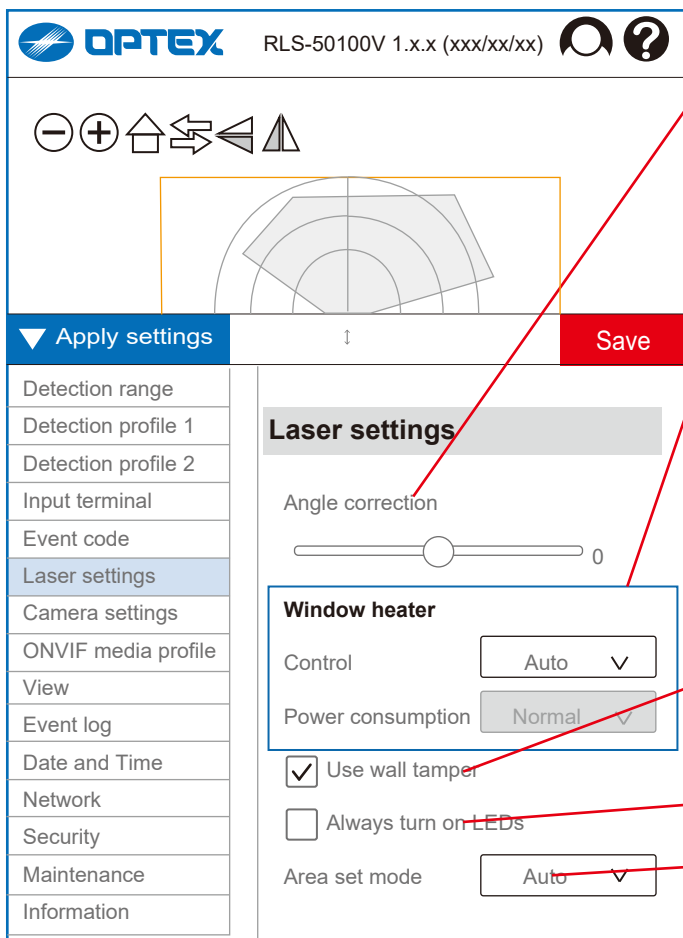 OPTEX RLS-50100V 1.x.x (xxx/xx/xx) ?
Apply settings
Save
Detection range
Detection profile 1
Detection profile 2
Input terminal
Event code
Laser settings
Camera settings
ONVIF media profile
View
Event log
Date and Time
Network
Security
Maintenance
Information
Laser settings
Angle correction
0
Window heater
Control Auto
Power consumption Normal
Use wall tamper
Always turn on LEDs
Area set mode Auto